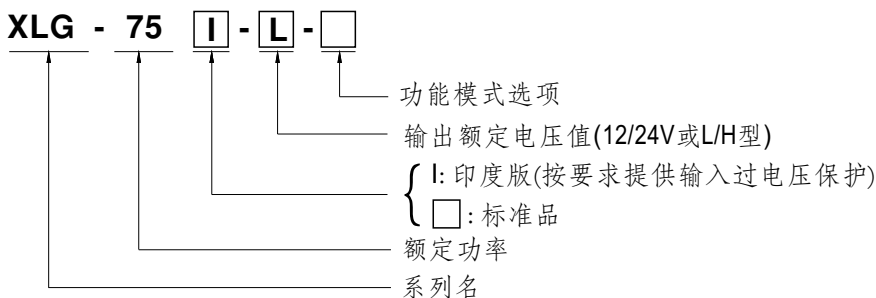 XLG - 75 I - L - □
功能模式选项
输出额定电压值(12/24V或L/H型)
I: 印度版(按要求提供输入过电压保护)
□: 标准品
额定功率
系列名